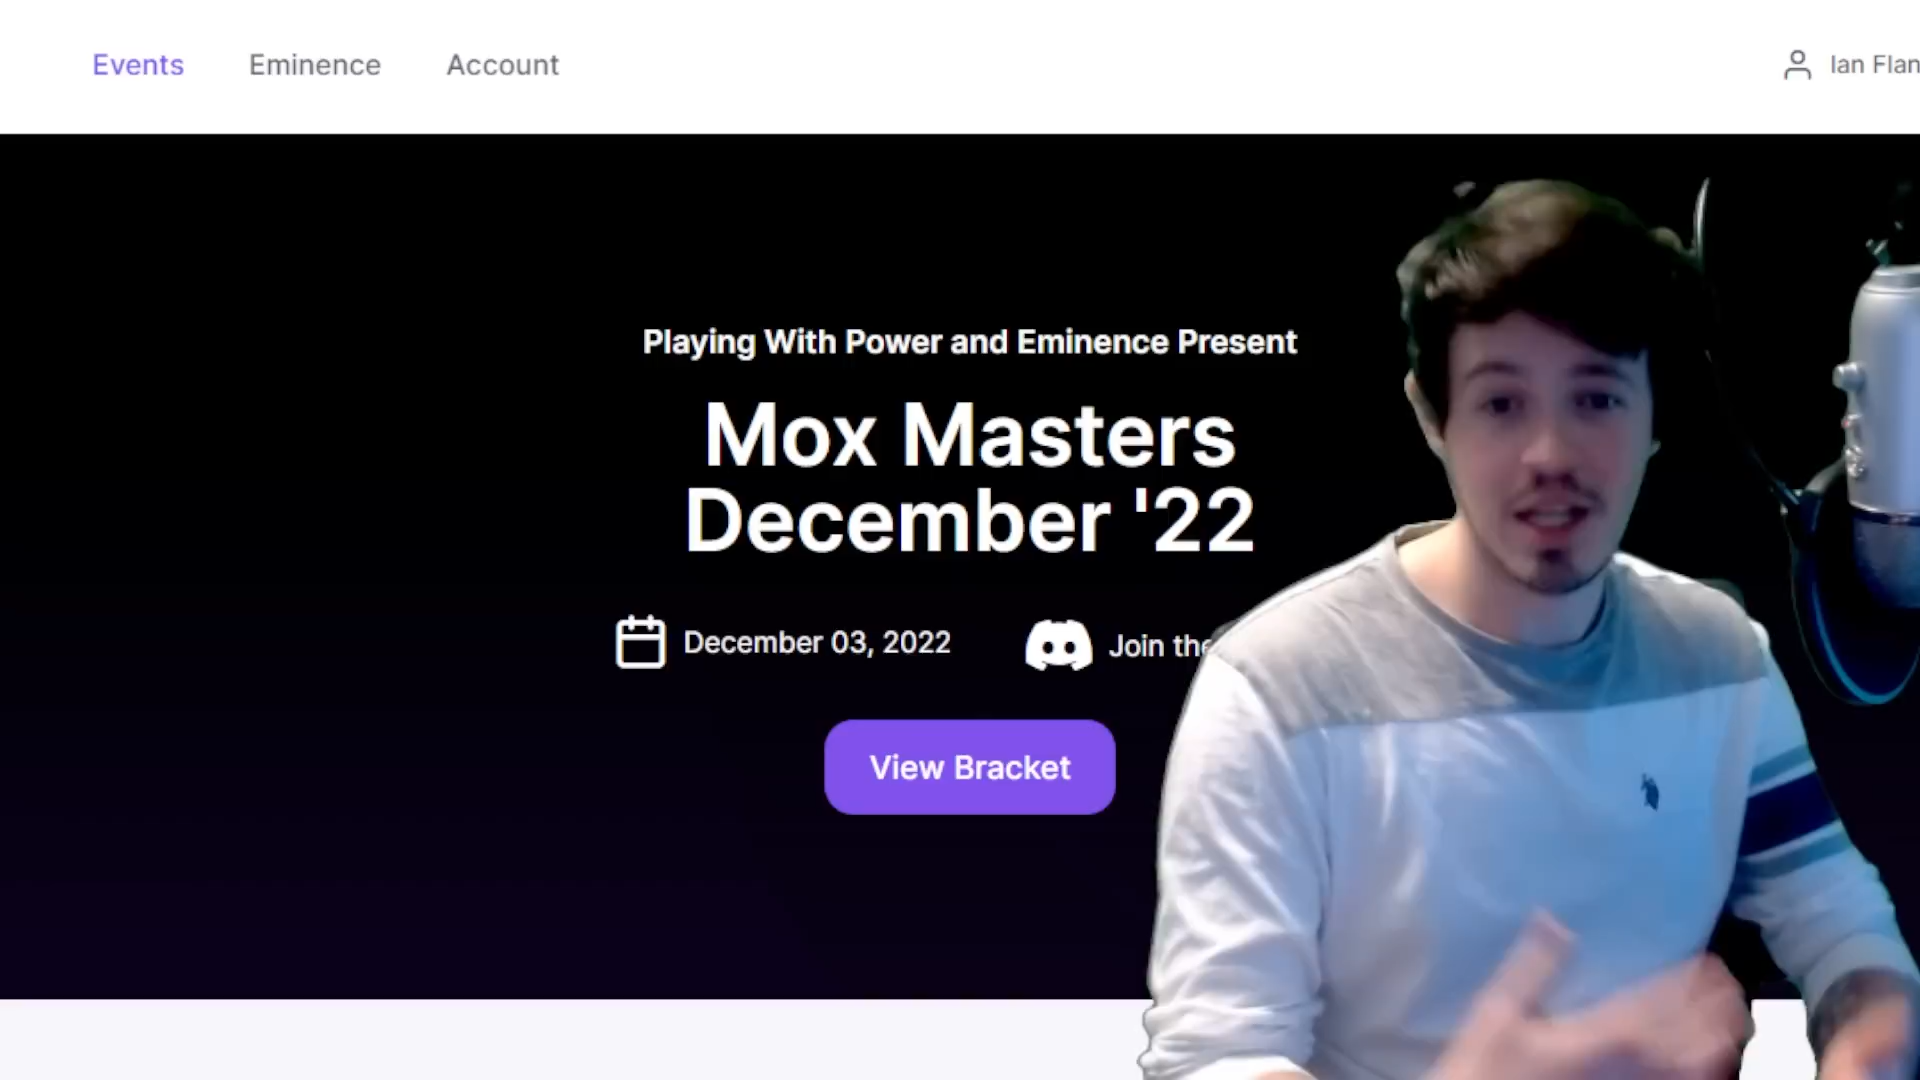 Events Eminence Account Ian Flan
Playing With Power and Eminence Present
Mox Masters
December '22
December 03, 2022 Join the
View Bracket